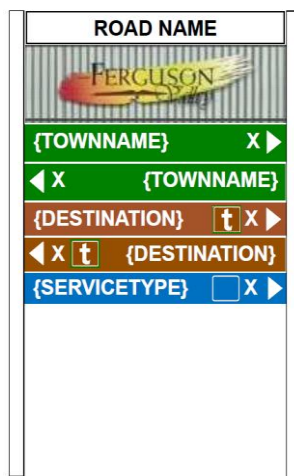 ROAD NAME
FERGUSON
Valley
{TOWNNAME} X
X {TOWNNAME}
{DESTINATION} t X
X t {DESTINATION}
{SERVICETYPE} X